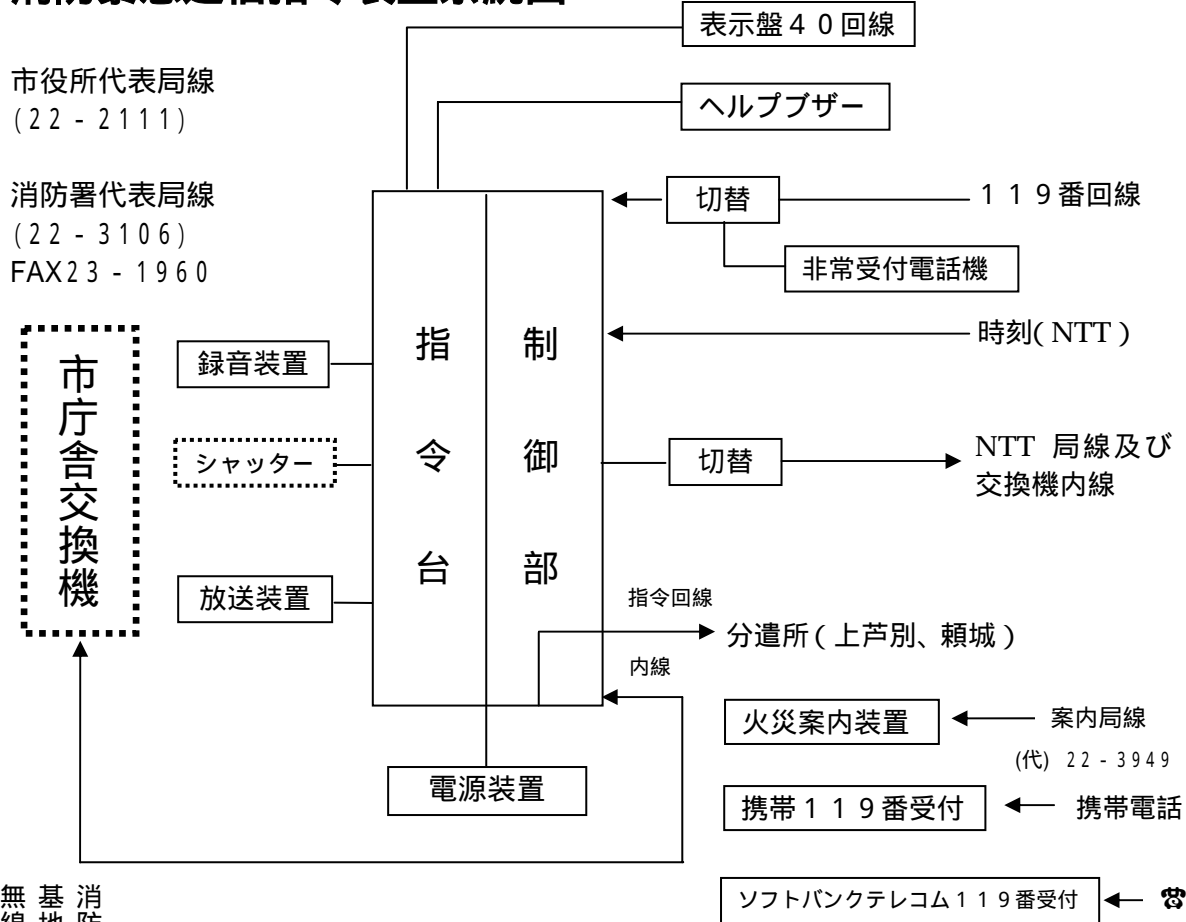 表示盤４０回線
市役所代表局線
(22‐2111)
ヘルプブザー
消防署代表局線
(22‐3106)
FAX23‐1960
切替
１１９番回線
非常受付電話機
時刻(NTT)
市庁舎交換機
録音装置
シャッター
放送装置
指令台
制御部
切替
NTT 局線及び
交換機内線
指令回線
分遣所(上芦別、頼城)
内線
火災案内装置
案内局線
(代) 22‐3949
電源装置
携帯１１９番受付
携帯電話
ソフトバンクテレコム１１９番受付
消防
基地
無線